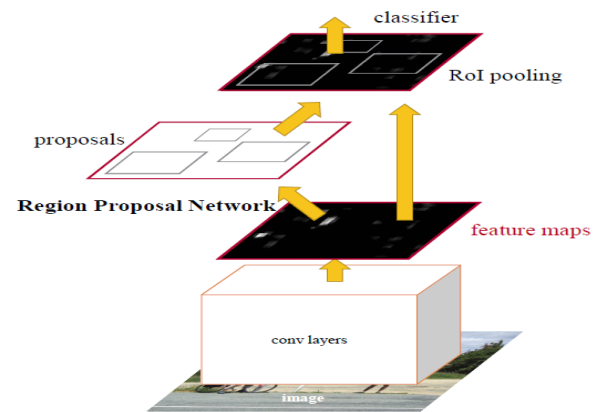 classifier
RoI pooling
proposals
Region Proposal Network
feature maps
conv layers
image